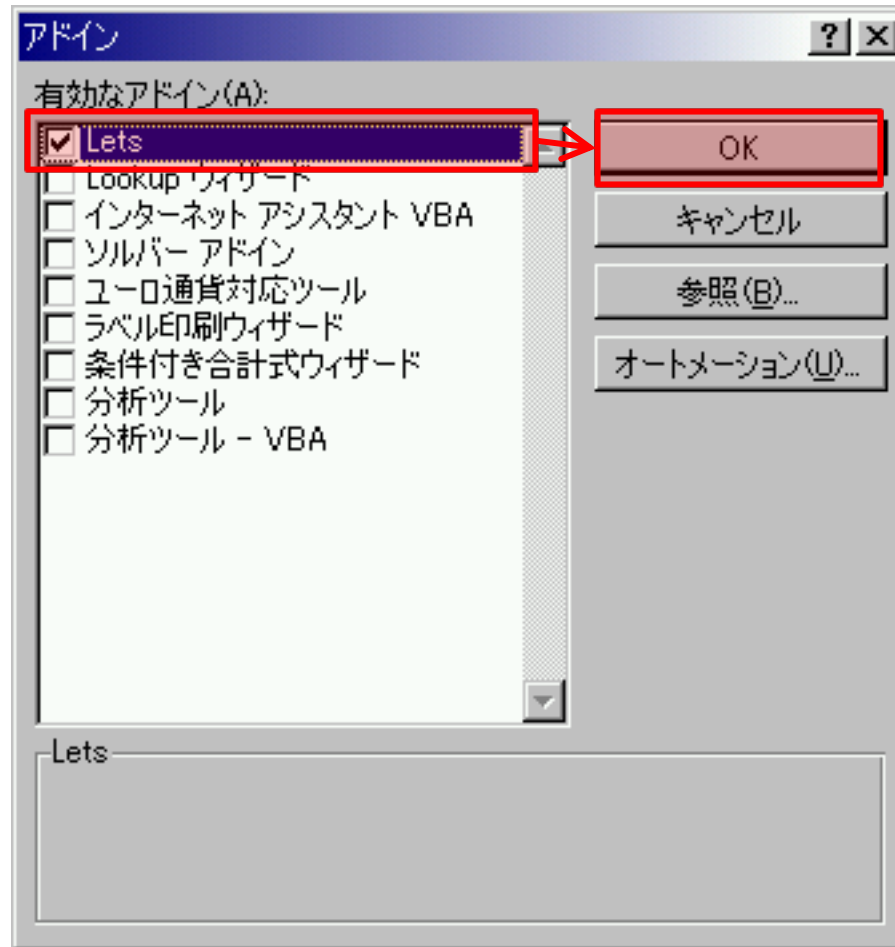 アドイン
有効なアドイン(A):
Lets
Lookup ウィザード
インターネット アシスタント VBA
ソルバー アドイン
ユーロ通貨対応ツール
ラベル印刷ウィザード
条件付き合計式ウィザード
分析ツール
分析ツール - VBA
OK
キャンセル
参照(B)...
オートメーション(U)...
Lets